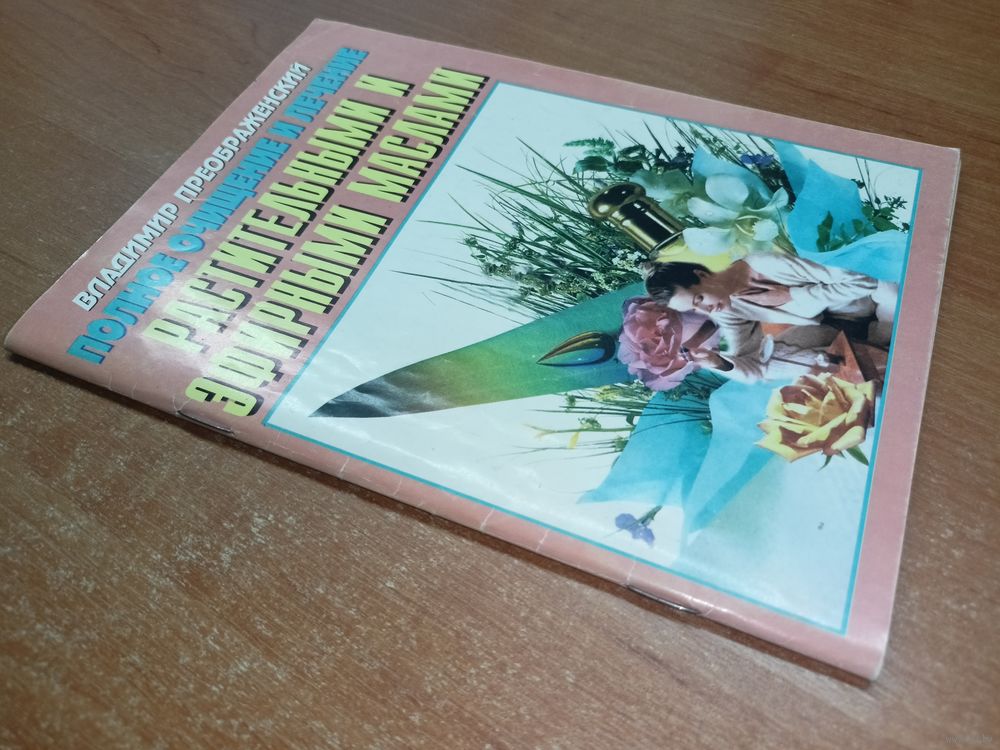 ВЛАДИМИР ПРЕОБРАЖЕНСКИЙ
ПОЛНОЕ ОЧИЩЕНИЕ И ЛЕЧЕНИЕ
РАСТИТЕЛЬНЫМИ И
ЭФИРНЫМИ МАСЛАМИ